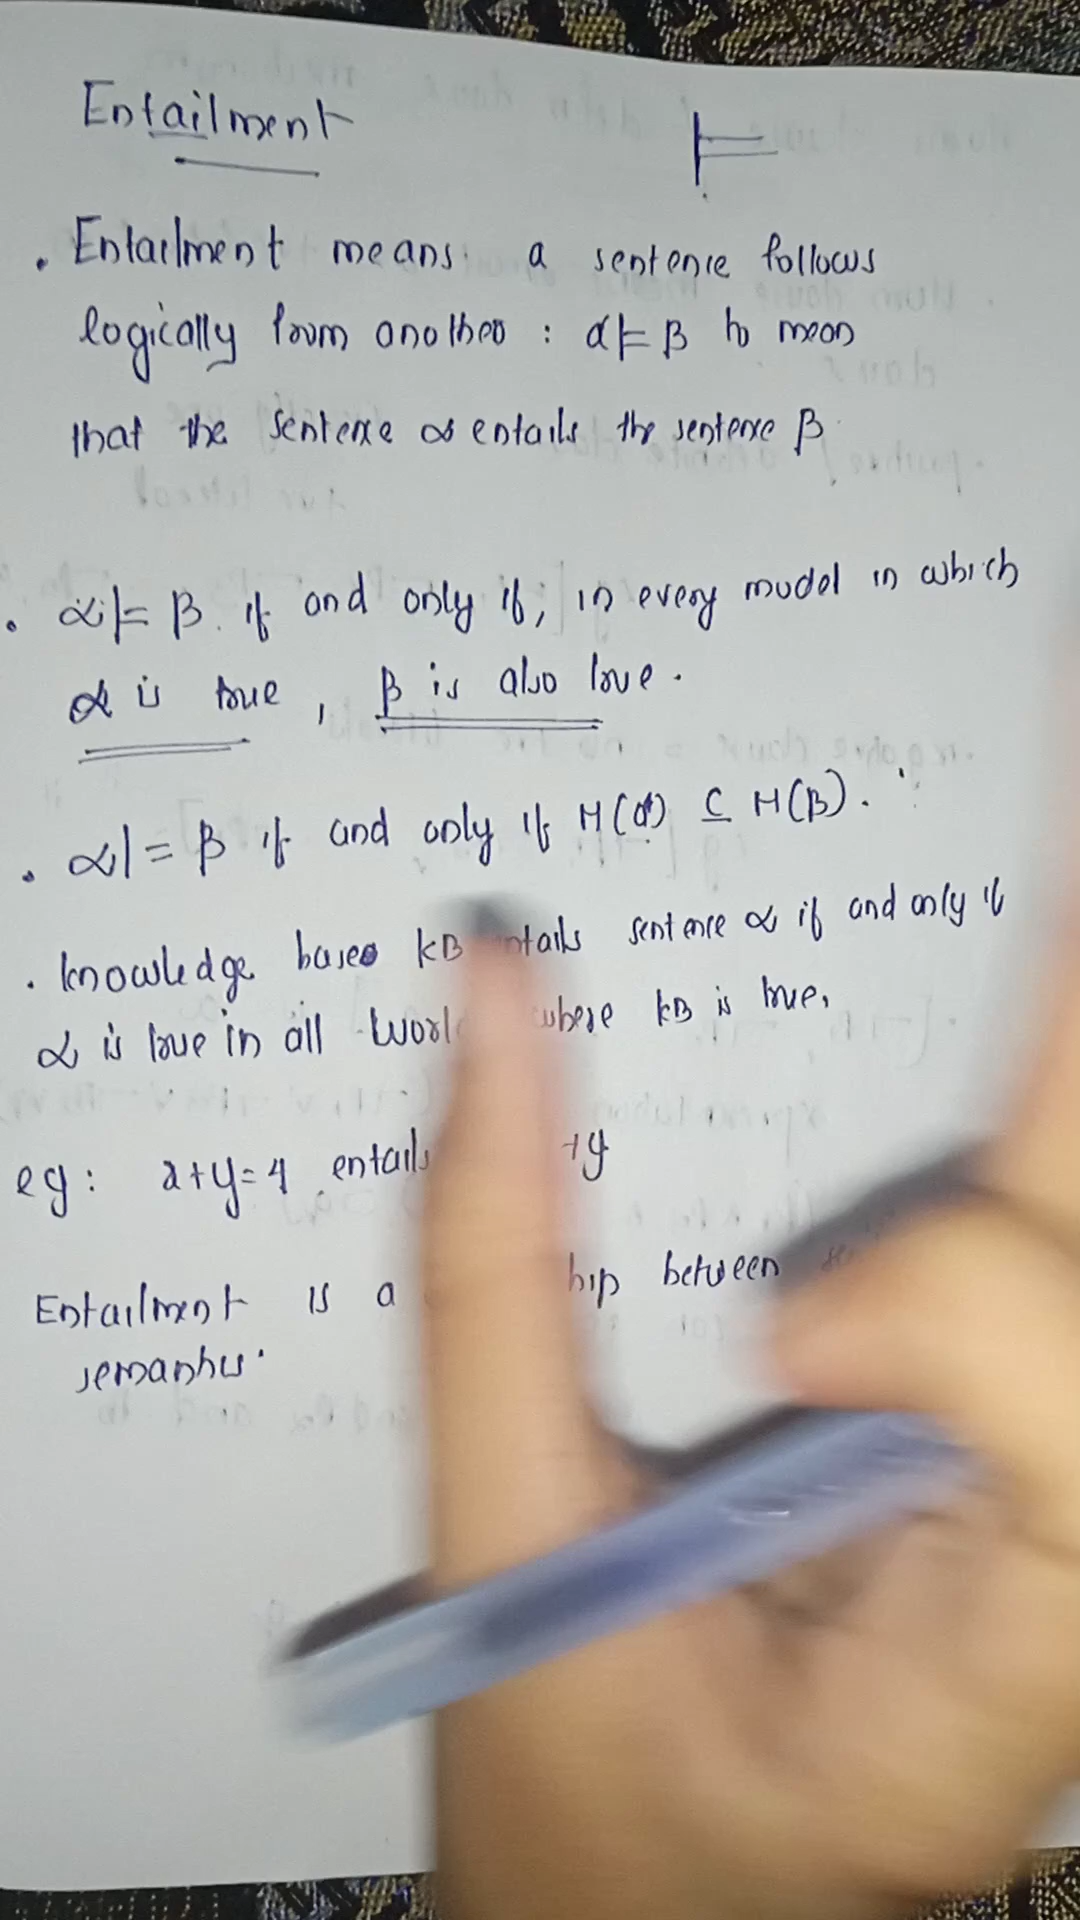 Entailment ⊨
. Entailment means a sentence follows
logically from another : α ⊨ β to mean
that the sentence α entails the sentence β
. α ⊨ β if and only if, in every model in which
α is true, β is also true.
. α |= β if and only if M(α) ⊆ M(β).
. knowledge base KB entails sentence α if and only if
α is true in all where KB is true,
eg: x+y=4 entails +y
Entailment is a between
semantics.